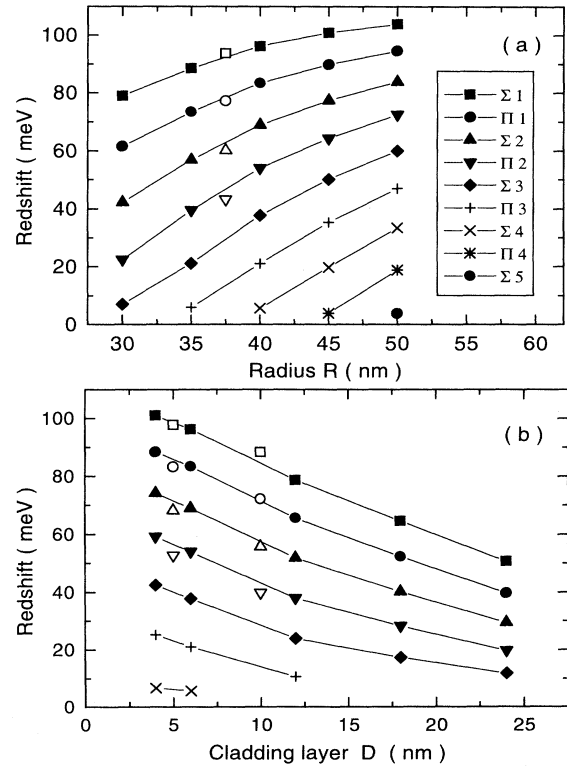 ( a )
100
80
60
40
20
0
Redshift ( meV )
Σ 1
Π 1
Σ 2
Π 2
Σ 3
Π 3
Σ 4
Π 4
Σ 5
30 35 40 45 50 55 60
Radius R ( nm )
( b )
100
80
60
40
20
0
Redshift ( meV )
0 5 10 15 20 25
Cladding layer D ( nm )